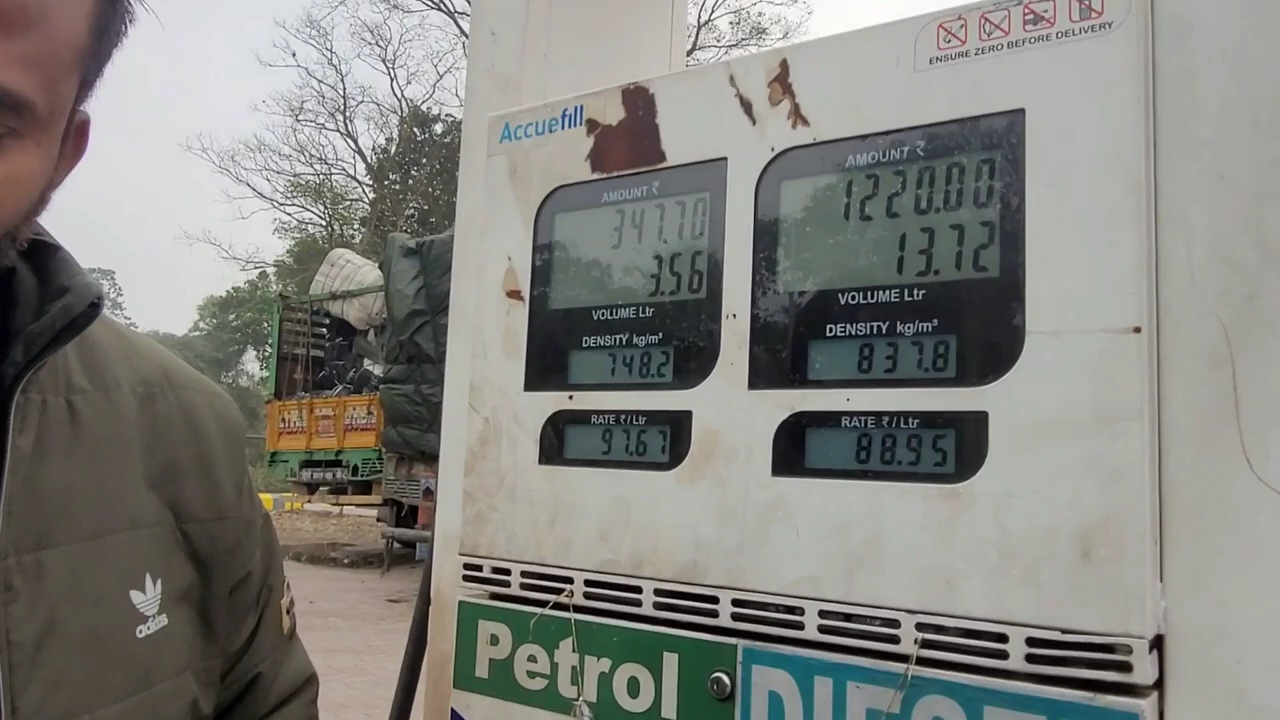 ENSURE ZERO BEFORE DELIVERY
Accuefill
AMOUNT ₹
347.70
3.56
VOLUME Ltr
DENSITY kg/m³
748.2
RATE ₹/Ltr
97.67
AMOUNT ₹
1220.00
13.72
VOLUME Ltr
DENSITY kg/m³
837.8
RATE ₹/Ltr
88.95
Petrol
DIESEL
adidas